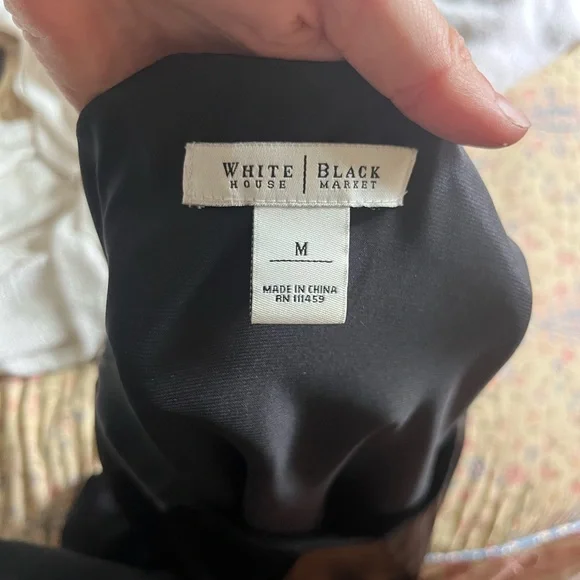 WHITE | BLACK
HOUSE | MARKET
M
MADE IN CHINA
RN 111459